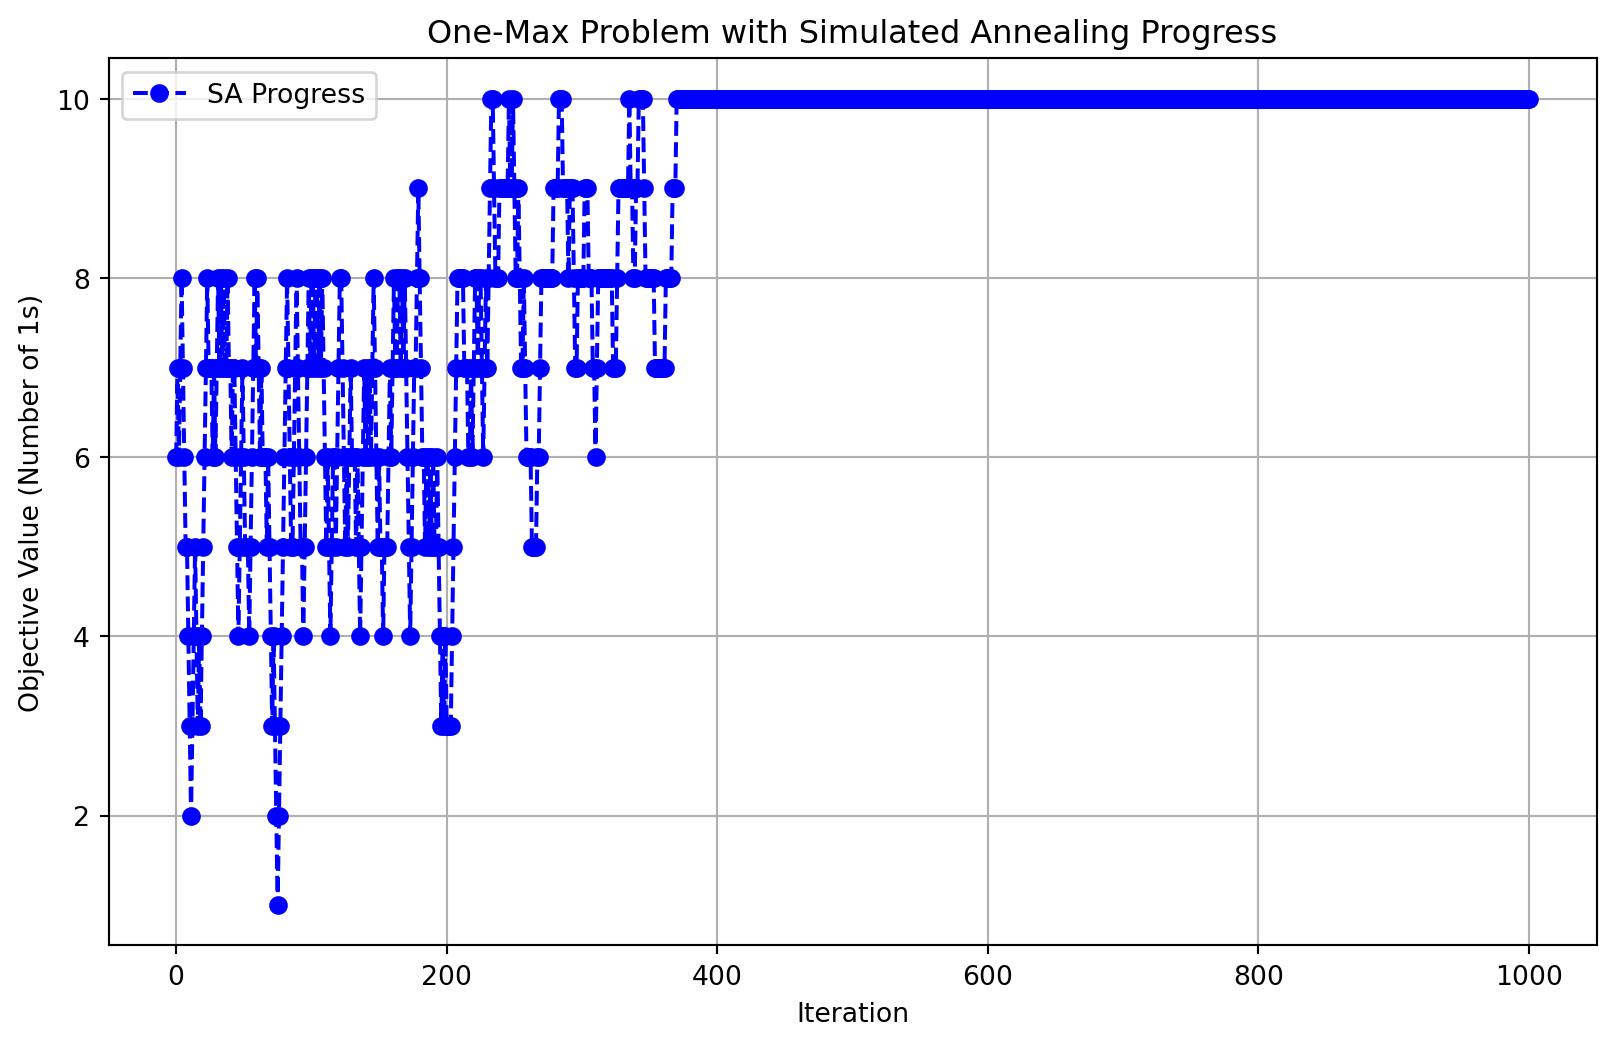 One-Max Problem with Simulated Annealing Progress
SA Progress
Objective Value (Number of 1s)
10
8
6
4
2
0 200 400 600 800 1000
Iteration